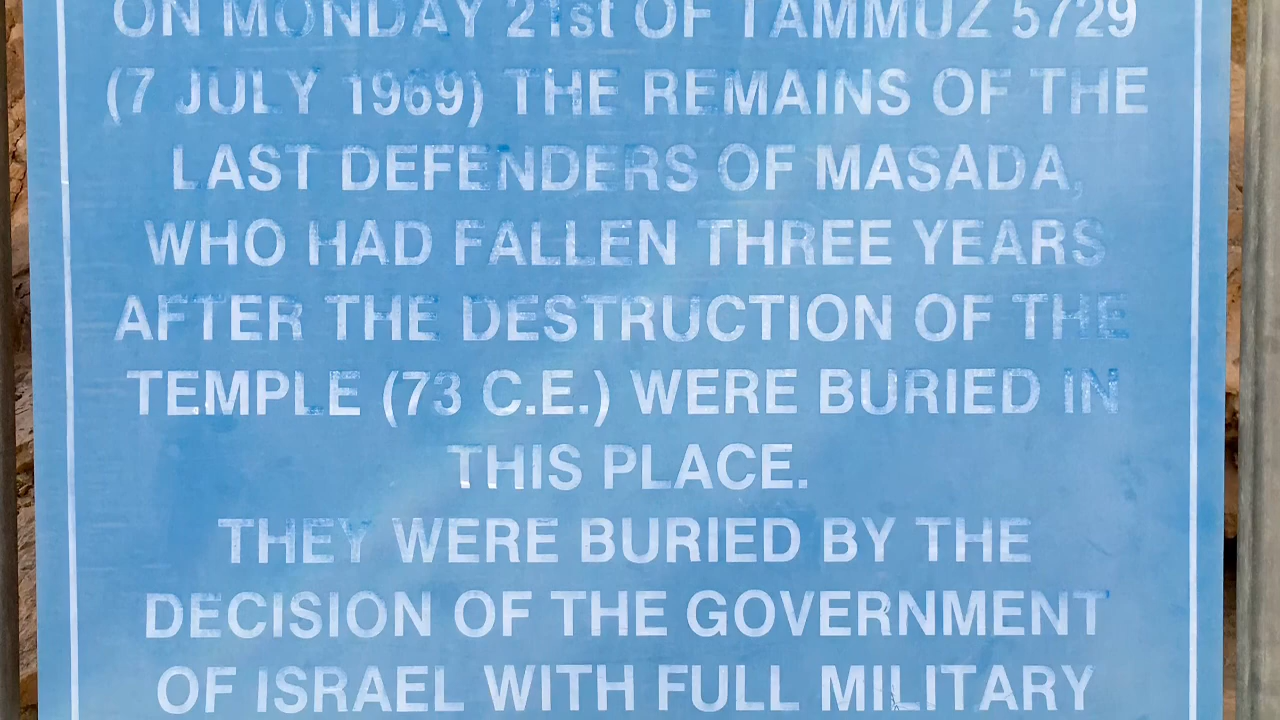 ON MONDAY 21st OF TAMMUZ 5729
(7 JULY 1969) THE REMAINS OF THE
LAST DEFENDERS OF MASADA,
WHO HAD FALLEN THREE YEARS
AFTER THE DESTRUCTION OF THE
TEMPLE (73 C.E.) WERE BURIED IN
THIS PLACE.
THEY WERE BURIED BY THE
DECISION OF THE GOVERNMENT
OF ISRAEL WITH FULL MILITARY